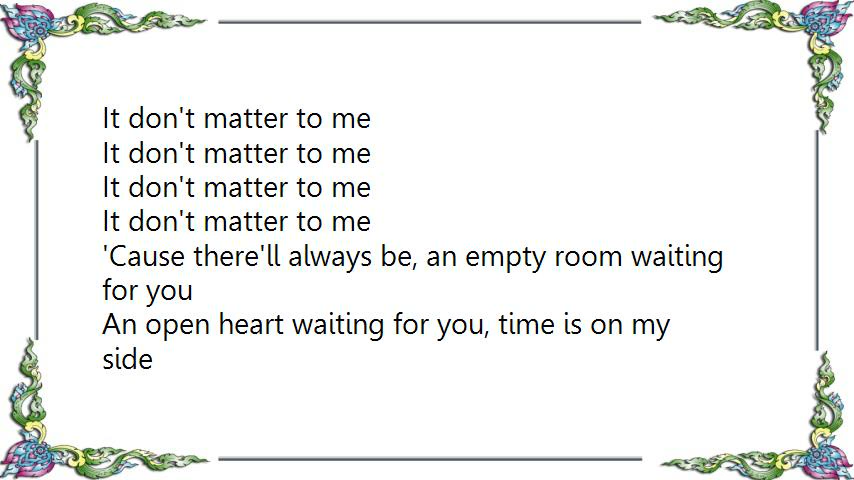 It don't matter to me
It don't matter to me
It don't matter to me
It don't matter to me
'Cause there'll always be, an empty room waiting
for you
An open heart waiting for you, time is on my
side